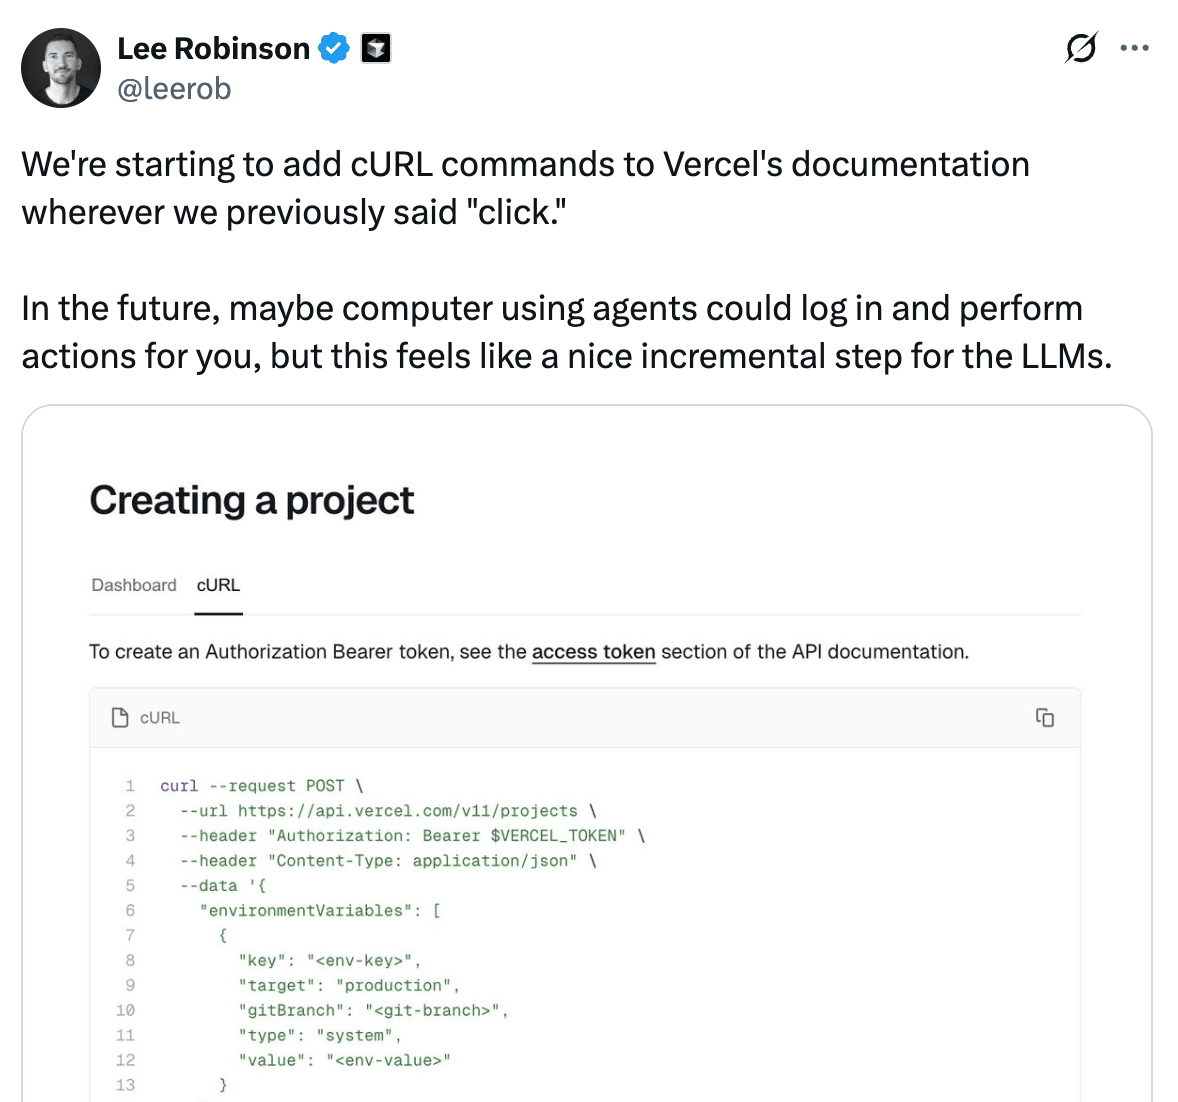 Lee Robinson
@leerob
We're starting to add cURL commands to Vercel's documentation
wherever we previously said "click."
In the future, maybe computer using agents could log in and perform
actions for you, but this feels like a nice incremental step for the LLMs.
Creating a project
Dashboard cURL
To create an Authorization Bearer token, see the access token section of the API documentation.
cURL
1 curl --request POST \
2 --url https://api.vercel.com/v11/projects \
3 --header "Authorization: Bearer $VERCEL_TOKEN" \
4 --header "Content-Type: application/json" \
5 --data '{
6 "environmentVariables": [
7 {
8 "key": "<env-key>",
9 "target": "production",
10 "gitBranch": "<git-branch>",
11 "type": "system",
12 "value": "<env-value>"
13 }